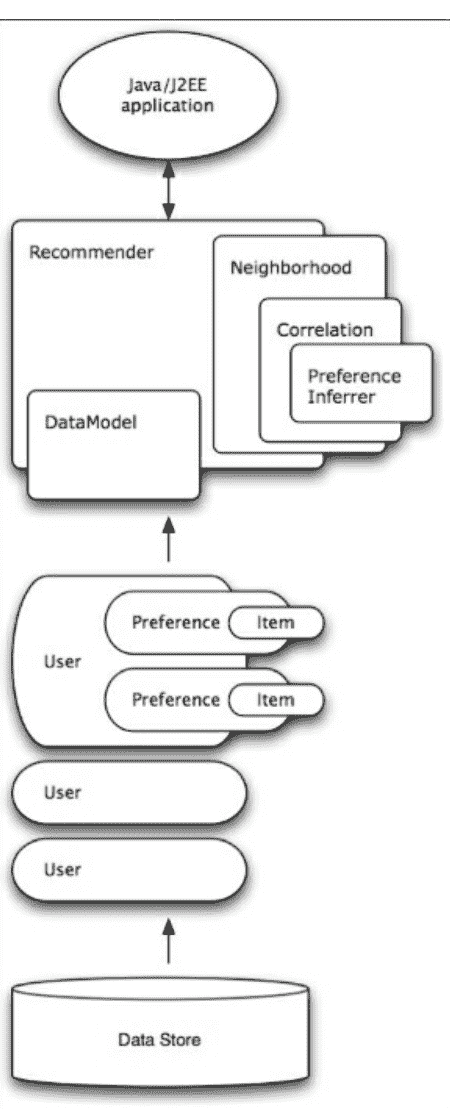 Java/J2EE
application
Recommender
Neighborhood
Correlation
Preference
Inferrer
DataModel
Preference
Item
User
Preference
Item
User
User
Data Store